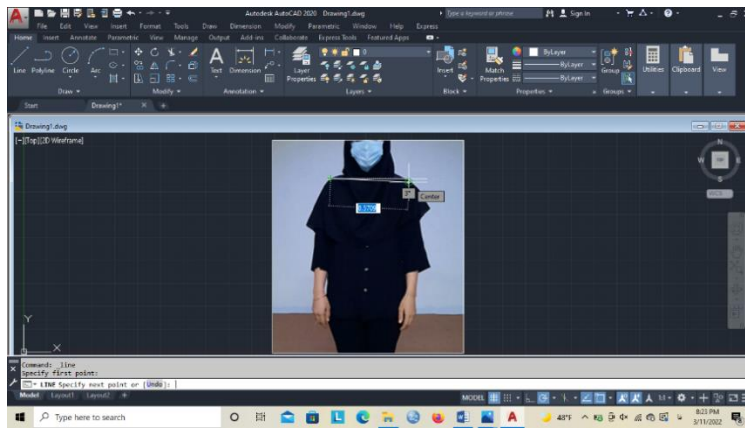 Autodesk AutoCAD 2020 Drawing1.dwg
Type a keyword or phrase
Sign In
File Edit View Insert Format Tools Draw Dimension Modify Parametric Window Help Express
Home Insert Annotate Parametric View Manage Output Add-ins Collaborate Express Tools Featured Apps
Line Polyline Circle Arc
Text Dimension
Layer Properties
0
Insert
Match Properties
ByLayer
ByLayer
ByLayer
Group
Utilities Clipboard View
Draw Modify Annotation Layers Block Properties Groups
Start Drawing1*
Drawing1.dwg
[-][Top][2D Wireframe]
N
W
S
WCS
3°
Center
Y
X
Command: _line
Specify first point:
LINE Specify next point or [Undo]:
Model Layout1 Layout2 +
MODEL
Type here to search
48°F
8:23 PM
3/11/2022